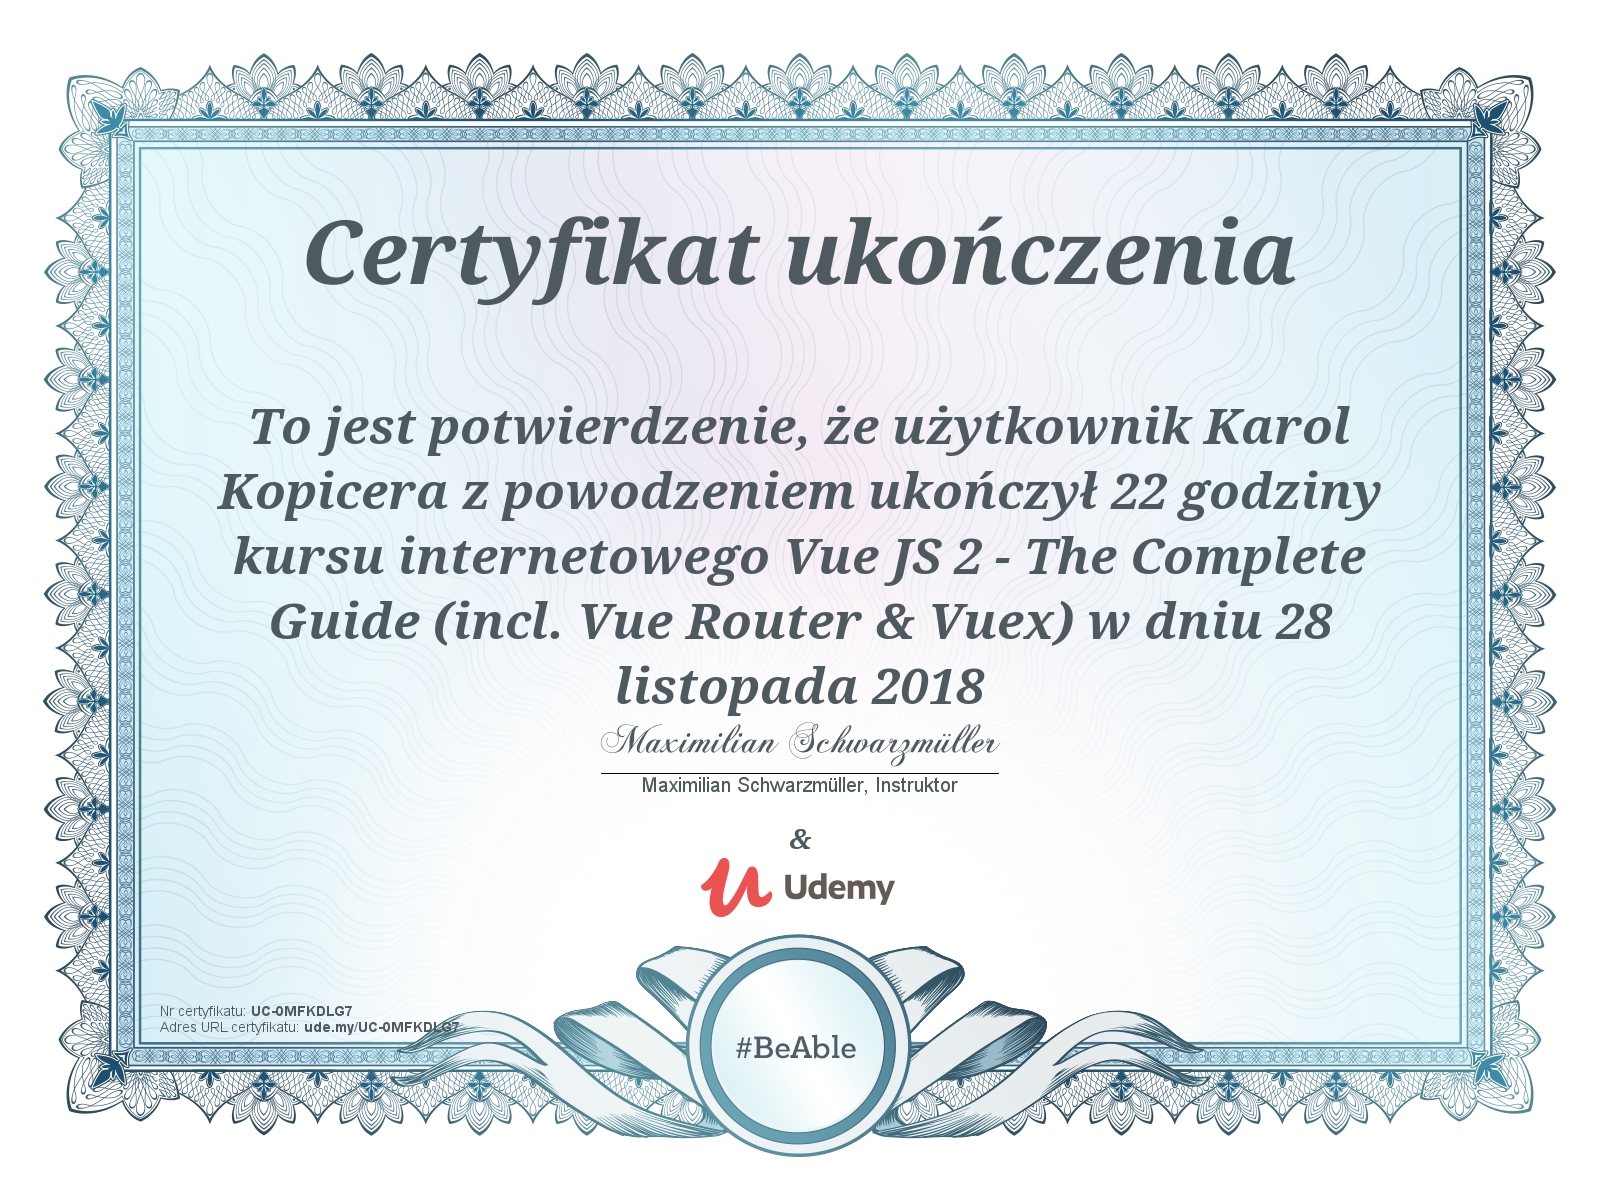 Certyfikat ukończenia
To jest potwierdzenie, że użytkownik Karol
Kopicera z powodzeniem ukończył 22 godziny
kursu internetowego Vue JS 2 - The Complete
Guide (incl. Vue Router & Vuex) w dniu 28
listopada 2018
Maximilian Schwarzmüller
Maximilian Schwarzmüller, Instruktor
&
Udemy
Nr certyfikatu: UC-0MFKDLG7
Adres URL certyfikatu: ude.my/UC-0MFKDLG7
#BeAble